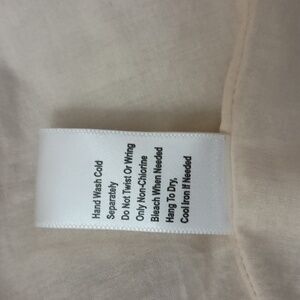 Hand Wash Cold
Separately
Do Not Twist Or Wring
Only Non-Chlorine
Bleach When Needed
Hang To Dry,
Cool Iron If Needed